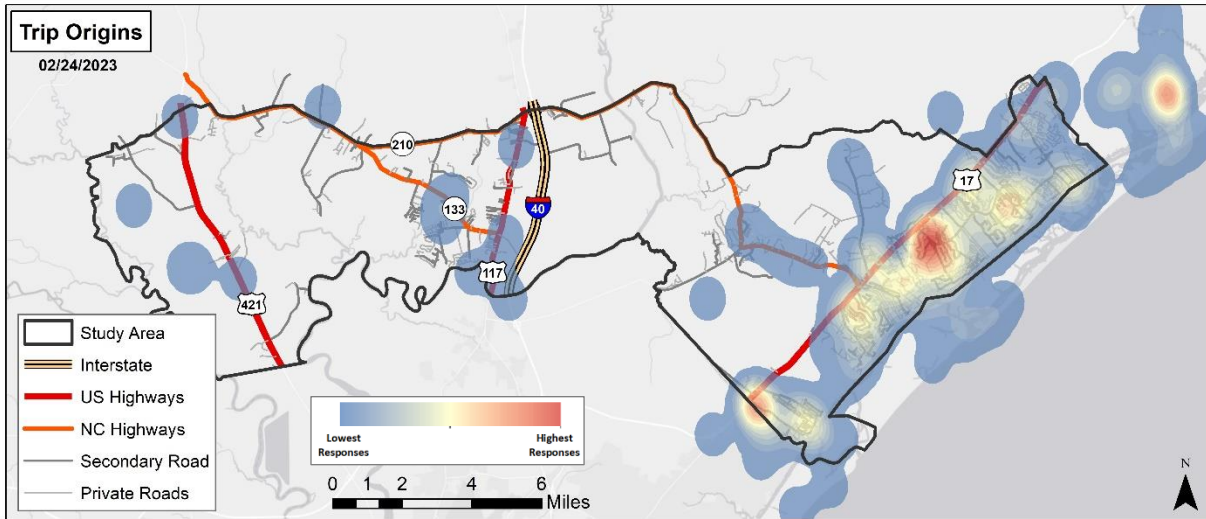 Trip Origins
02/24/2023
210
133
40
117
421
17
Study Area
Interstate
US Highways
NC Highways
Secondary Road
Private Roads
Lowest
Responses
Highest
Responses
0 1 2 4 6
Miles
N